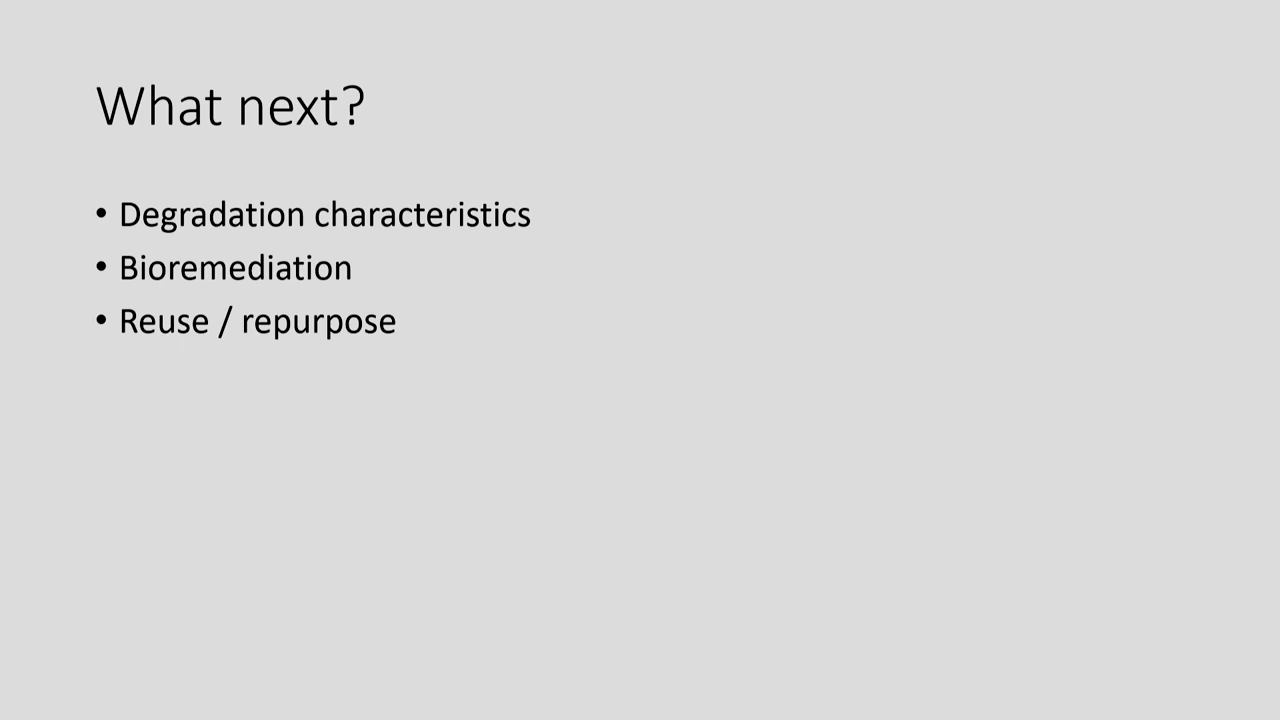 What next?
• Degradation characteristics
• Bioremediation
• Reuse / repurpose